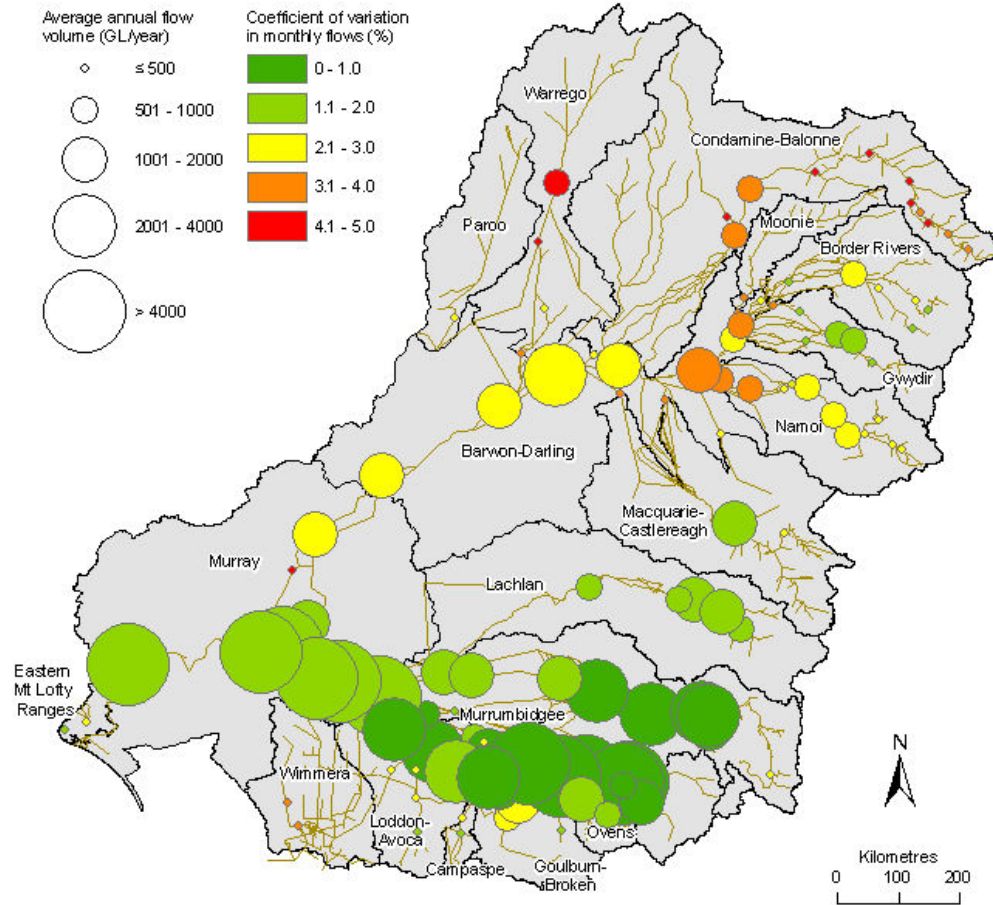 Average annual flow
volume (GL/year)
≤ 500
501 - 1000
1001 - 2000
2001 - 4000
> 4000
Coefficient of variation
in monthly flows (%)
0 - 1.0
1.1 - 2.0
2.1 - 3.0
3.1 - 4.0
4.1 - 5.0
Warrego
Condamine-Balonne
Paroo
Moonie
Border Rivers
Gwydir
Namoi
Barwon-Darling
Macquarie-
Castlereagh
Murray
Lachlan
Eastern
Mt Lofty
Ranges
Murrumbidgee
Wimmera
Loddon-
Avoca
Campaspe
Goulburn-
Broken
Ovens
N
Kilometres
0 100 200